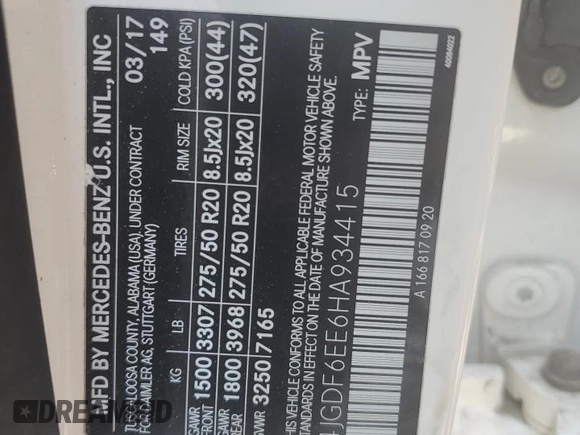 MFD BY MERCEDES-BENZ U.S. INTL., INC
TUSCALOOSA COUNTY, ALABAMA (USA), UNDER CONTRACT
FOR DAIMLER AG, STUTTGART (GERMANY)
03/17
149
KG LB TIRES RIM SIZE COLD KPA(PSI)
GAWR FRONT 1500 3307 275/50 R20 8.5Jx20 300(44)
GAWR REAR 1800 3968 275/50 R20 8.5Jx20 320(47)
GVWR 3250 7165
THIS VEHICLE CONFORMS TO ALL APPLICABLE FEDERAL MOTOR VEHICLE SAFETY
STANDARDS IN EFFECT ON THE DATE OF MANUFACTURE SHOWN ABOVE.
4JGDF6EE6HA934415
TYPE: MPV
A 166 817 09 20
40084022
AUTOBIDMASTER